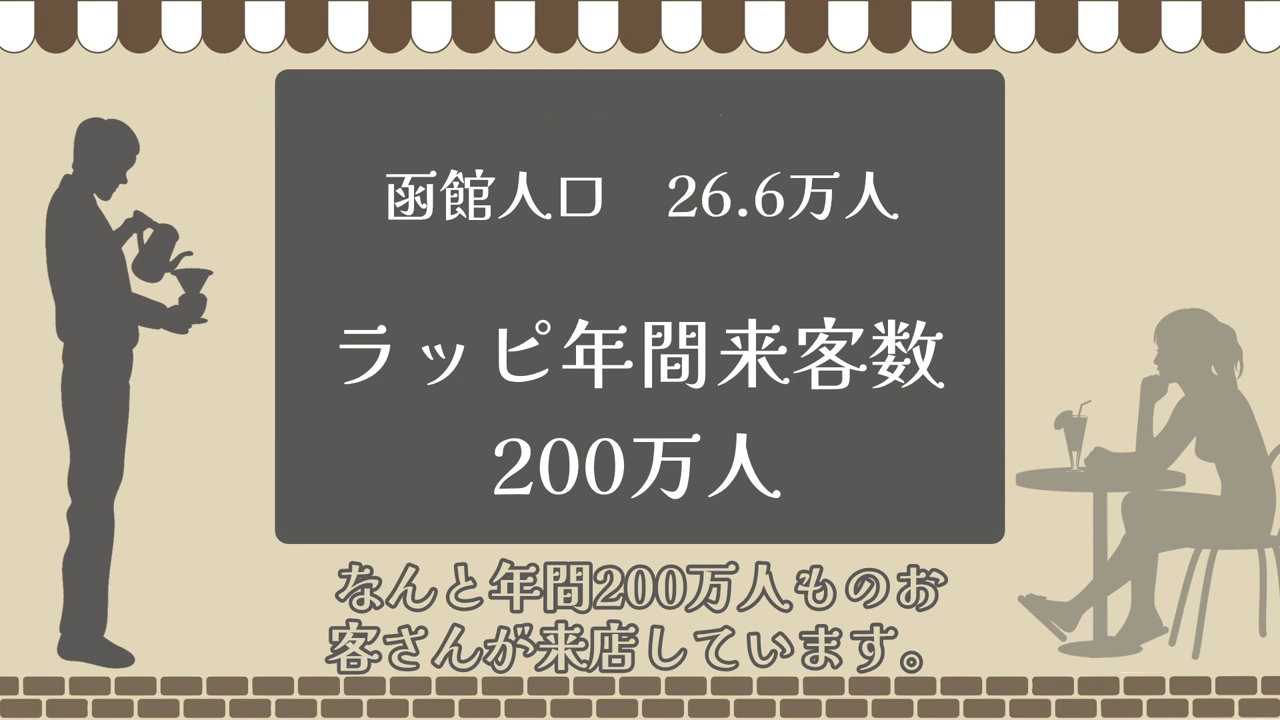 函館人口　26.6万人
ラッピ年間来客数
200万人
なんと年間200万人ものお
客さんが来店しています。